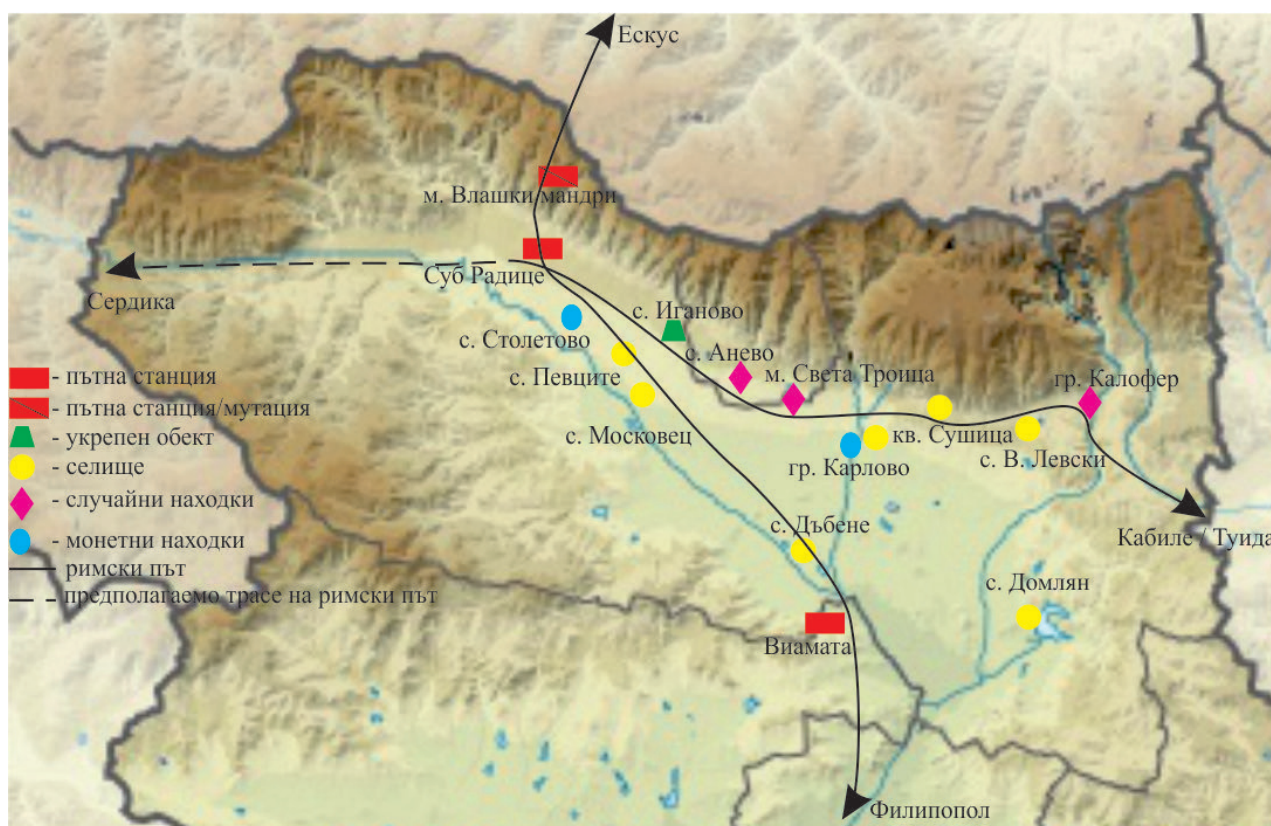 Ескус
м. Влашки мандри
Суб Радице
Сердика
с. Иганово
с. Столетово
с. Анево
м. Света Троица
гр. Калофер
с. Певците
с. Московец
кв. Сушица
гр. Карлово
с. В. Левски
с. Дъбене
Кабиле / Туида
с. Домлян
Виамата
Филипопол
- пътна станция
- пътна станция/мутация
- укрепен обект
- селище
- случайни находки
- монетни находки
- римски път
- предполагаемо трасе на римски път